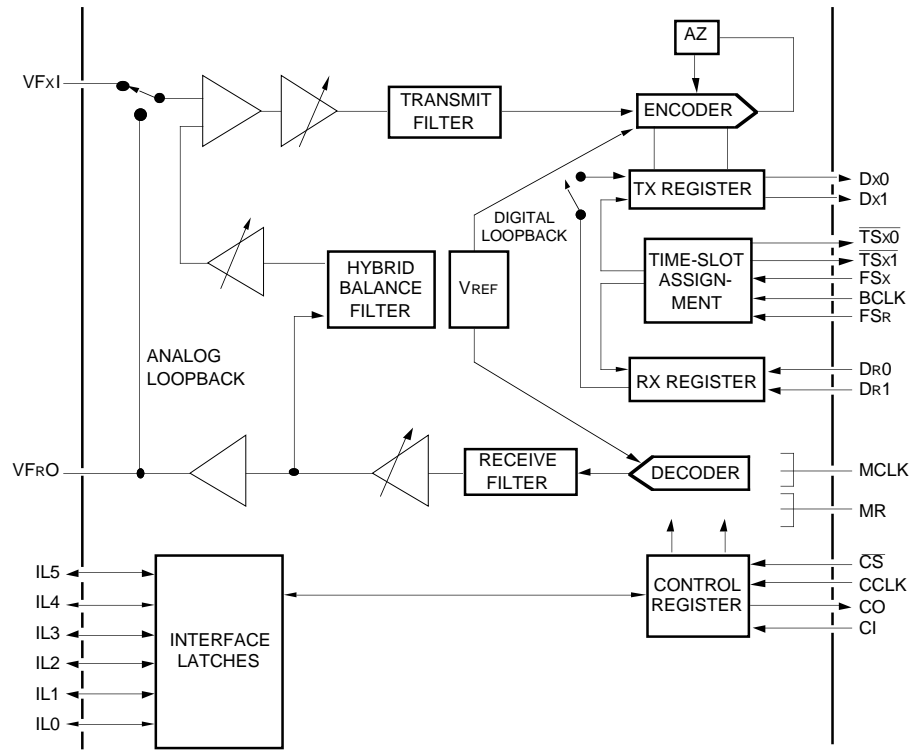 AZ
VFXI
TRANSMIT
FILTER
ENCODER
TX REGISTER
DX0
DX1
DIGITAL
LOOPBACK
TSX0
TSX1
FSX
BCLK
FSR
TIME-SLOT
ASSIGN-
MENT
HYBRID
BALANCE
FILTER
VREF
ANALOG
LOOPBACK
RX REGISTER
DR0
DR1
VFRO
RECEIVE
FILTER
DECODER
MCLK
MR
IL5
IL4
IL3
IL2
IL1
IL0
INTERFACE
LATCHES
CONTROL
REGISTER
CS
CCLK
CO
CI